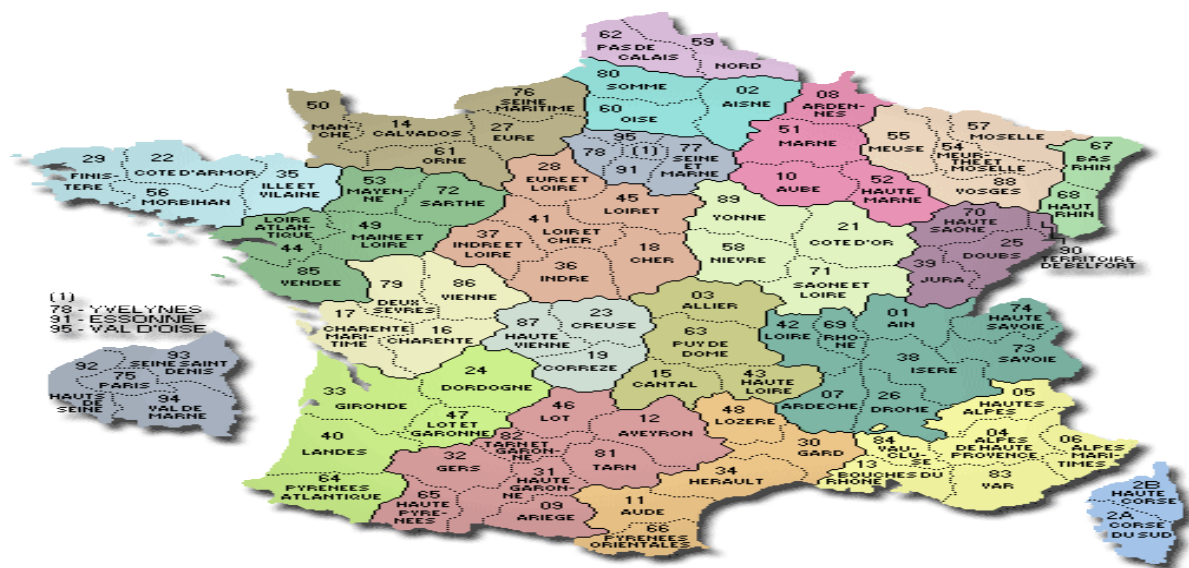 62
PAS DE
CALAIS
59
NORD
80
SOMME
02
AISNE
60
OISE
76
SEINE
MARITIME
27
EURE
50
MANCHE
14
CALVADOS
61
ORNE
08
ARDEN-
NES
51
MARNE
10
AUBE
52
HAUTE
MARNE
55
MEUSE
57
MOSELLE
54
MEUR-
THE ET
MOSELLE
88
VOSGES
67
BAS
RHIN
68
HAUT
RHIN
95
78
(1)
91
77
SEINE
ET
MARNE
29
FINIS
TERE
22
COTE D'ARMOR
56
MORBIHAN
35
ILLE ET
VILAINE
53
MAYEN-
NE
72
SARTHE
LOIRE
ATLAN-
TIQUE
44
49
MAINE ET
LOIRE
85
VENDEE
28
EURE ET
LOIRE
45
LOIRET
41
LOIR ET
CHER
37
INDRE ET
LOIRE
18
CHER
36
INDRE
89
YONNE
21
COTE D'OR
58
NIEVRE
71
SAONE ET
LOIRE
70
HAUTE
SAONE
25
DOUBS
39
JURA
90
TERRITOIRE
DE BELFORT
79
DEUX
SEVRES
86
VIENNE
17
CHARENTE
MARI-
TIME
16
CHARENTE
87
HAUTE
VIENNE
23
CREUSE
19
CORREZE
03
ALLIER
63
PUY DE
DOME
15
CANTAL
43
HAUTE
LOIRE
42
LOIRE
69
RHO-
NE
01
AIN
74
HAUTE
SAVOIE
73
SAVOIE
38
ISERE
07
ARDECHE
26
DROME
(1)
78 - YVELYNES
91 - ESSONNE
95 - VAL D'OISE
92
HAUTS
DE
SEINE
93
SEINE SAINT
DENIS
75
PARIS
94
VAL DE
MARNE
24
DORDOGNE
33
GIRONDE
47
LOT ET
GARONNE
40
LANDES
64
PYRENEES
ATLANTIQUE
46
LOT
12
AVEYRON
82
TARN ET
GARON-
NE
32
GERS
81
TARN
31
HAUTE
GARON-
NE
65
HAUTE
PYRE-
NEES
09
ARIEGE
48
LOZERE
30
GARD
34
HERAULT
11
AUDE
66
PYRENEES
ORIENTALES
05
HAUTES
ALPES
04
ALPES
DE HAUTE
PROVENCE
06
ALPES
MARI-
TIMES
84
VAU-
CLU-
SE
13
BOUCHES DU
RHONE
83
VAR
2B
HAUTE
CORSE
2A
CORSE
DU SUD